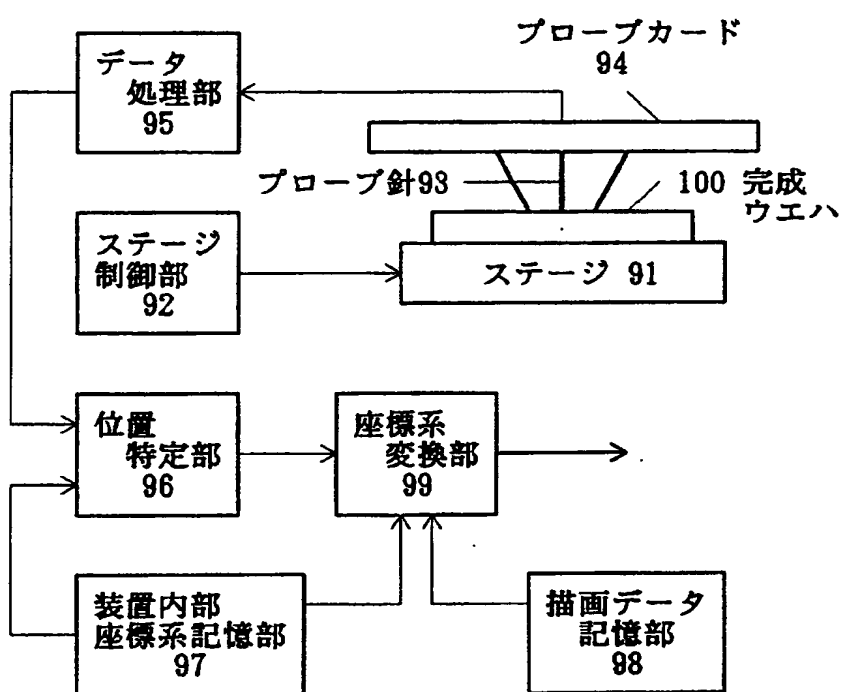 プローブカード
94
データ
処理部
95
プローブ針93
100 完成
ウエハ
ステージ
制御部
92
ステージ 91
位置
特定部
96
座標系
変換部
99
装置内部
座標系記憶部
97
描画データ
記憶部
98